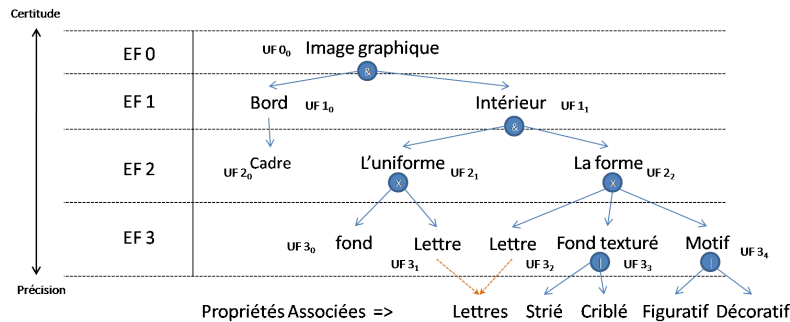 Certitude
EF 0 UF 0₀ Image graphique
&
EF 1 Bord UF 1₀ Intérieur UF 1₁
&
EF 2 UF 2₀ Cadre L'uniforme UF 2₁ La forme UF 2₂
X X
EF 3 UF 3₀ fond Lettre UF 3₁ Lettre UF 3₂ Fond texturé UF 3₃ Motif UF 3₄
| |
Précision
Propriétés Associées => Lettres Strié Criblé Figuratif Décoratif